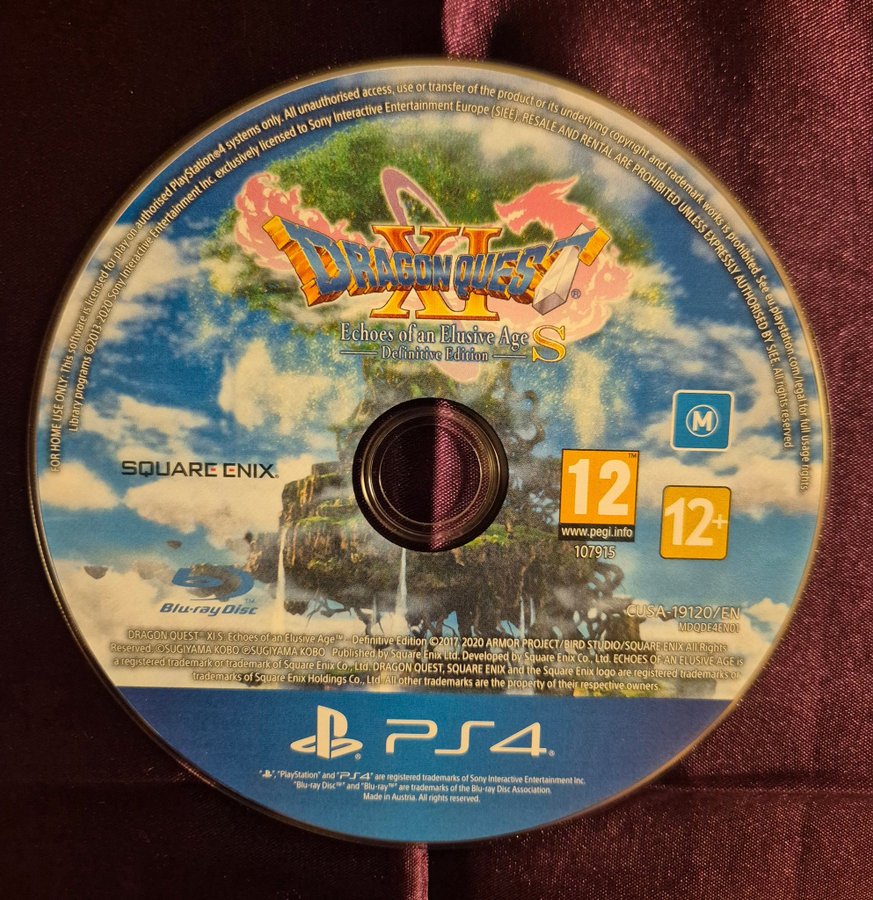 FOR HOME USE ONLY. This software is licensed for play on authorised PlayStation®4 systems only. All unauthorised access, use or transfer of the product or its underlying copyright and trademark works is prohibited. See eu.playstation.com/legal for full usage rights.
Library programs ©2013-2020 Sony Interactive Entertainment Inc. exclusively licensed to Sony Interactive Entertainment Europe (SIEE). RESALE AND RENTAL ARE PROHIBITED UNLESS EXPRESSLY AUTHORISED BY SIEE. All rights reserved.
DRAGON QUEST®
XI
Echoes of an Elusive Age S
Definitive Edition
M
SQUARE ENIX.
12™
www.pegi.info
107915
12+
Blu-ray Disc™
CUSA-19120/EN
MDQDE4EN01
DRAGON QUEST® XI S: Echoes of an Elusive Age™ - Definitive Edition ©2017, 2020 ARMOR PROJECT/BIRD STUDIO/SQUARE ENIX All Rights
Reserved. ©SUGIYAMA KOBO ℗SUGIYAMA KOBO Published by Square Enix Ltd. Developed by Square Enix Co., Ltd. ECHOES OF AN ELUSIVE AGE is
a registered trademark or trademark of Square Enix Co., Ltd. DRAGON QUEST, SQUARE ENIX and the Square Enix logo are registered trademarks or
trademarks of Square Enix Holdings Co., Ltd. All other trademarks are the property of their respective owners.
PS4®
", "PlayStation" and "PS4" are registered trademarks of Sony Interactive Entertainment Inc.
"Blu-ray Disc™" and "Blu-ray™" are trademarks of the Blu-ray Disc Association.
Made in Austria. All rights reserved.